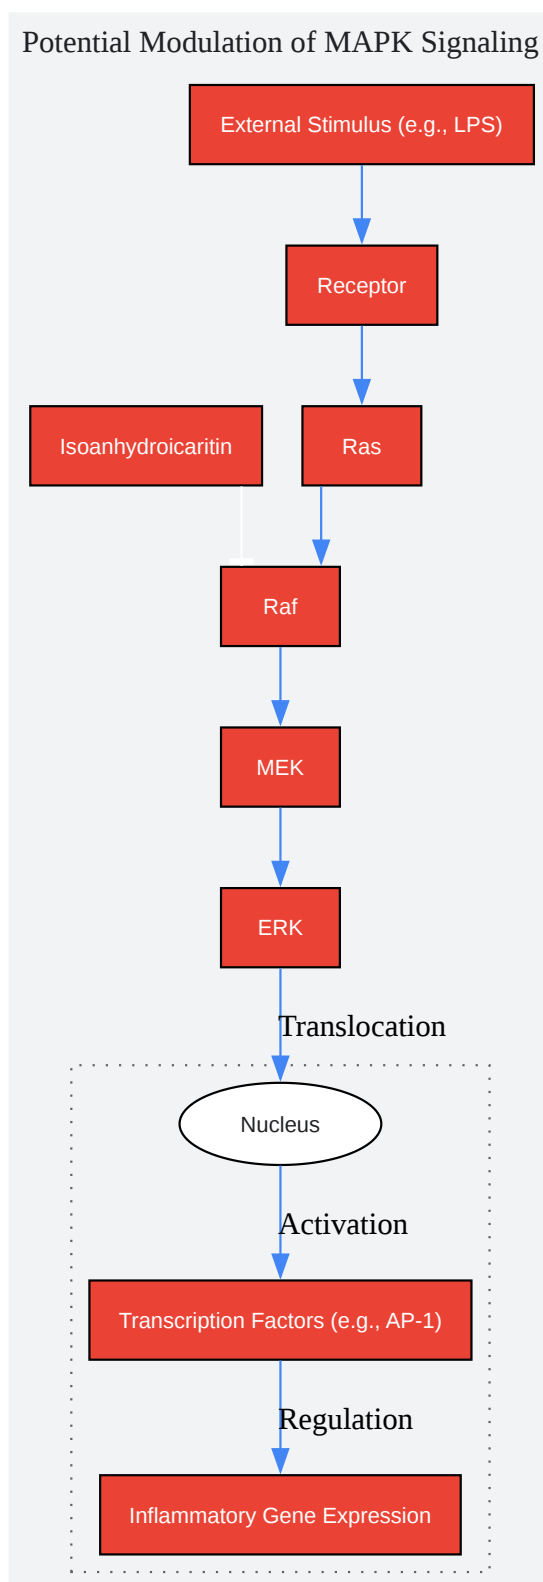 Potential Modulation of MAPK Signaling
External Stimulus (e.g., LPS)
Receptor
Isoanhydroicaritin
Ras
Raf
MEK
ERK
Translocation
Nucleus
Activation
Transcription Factors (e.g., AP-1)
Regulation
Inflammatory Gene Expression